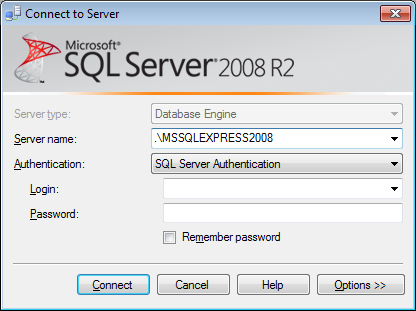 Connect to Server
Microsoft®
SQL Server® 2008 R2
Server type: Database Engine
Server name: .\MSSQLEXPRESS2008
Authentication: SQL Server Authentication
Login:
Password:
Remember password
Connect Cancel Help Options >>